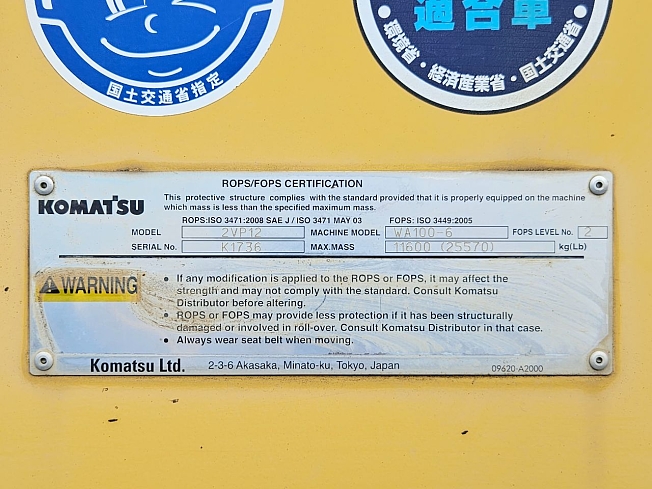 国土交通省指定
適合車
・環境省・経済産業省・国土交通省
ROPS/FOPS CERTIFICATION
KOMATSU
This protective structure complies with the standard provided that it is properly equipped on the machine
which mass is less than the specified maximum mass.
ROPS:ISO 3471:2008 SAE J / ISO 3471 MAY 03 FOPS: ISO 3449:2005
MODEL 2VP12 MACHINE MODEL WA100-6 FOPS LEVEL No. 2
SERIAL No. K1736 MAX.MASS 11600 (25570) kg(Lb)
WARNING
• If any modification is applied to the ROPS or FOPS, it may affect the
strength and may not comply with the standard. Consult Komatsu
Distributor before altering.
• ROPS or FOPS may provide less protection if it has been structurally
damaged or involved in roll-over. Consult Komatsu Distributor in that case.
• Always wear seat belt when moving.
Komatsu Ltd. 2-3-6 Akasaka, Minato-ku, Tokyo, Japan 09620-A2000